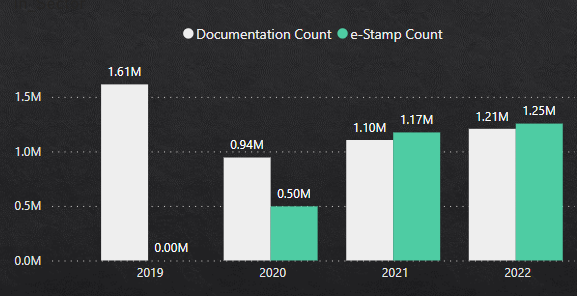 Documentation Count e-Stamp Count
1.61M
1.5M
1.25M
1.21M
1.17M
1.10M
1.0M
0.94M
0.5M
0.50M
0.00M
0.0M
2019 2020 2021 2022